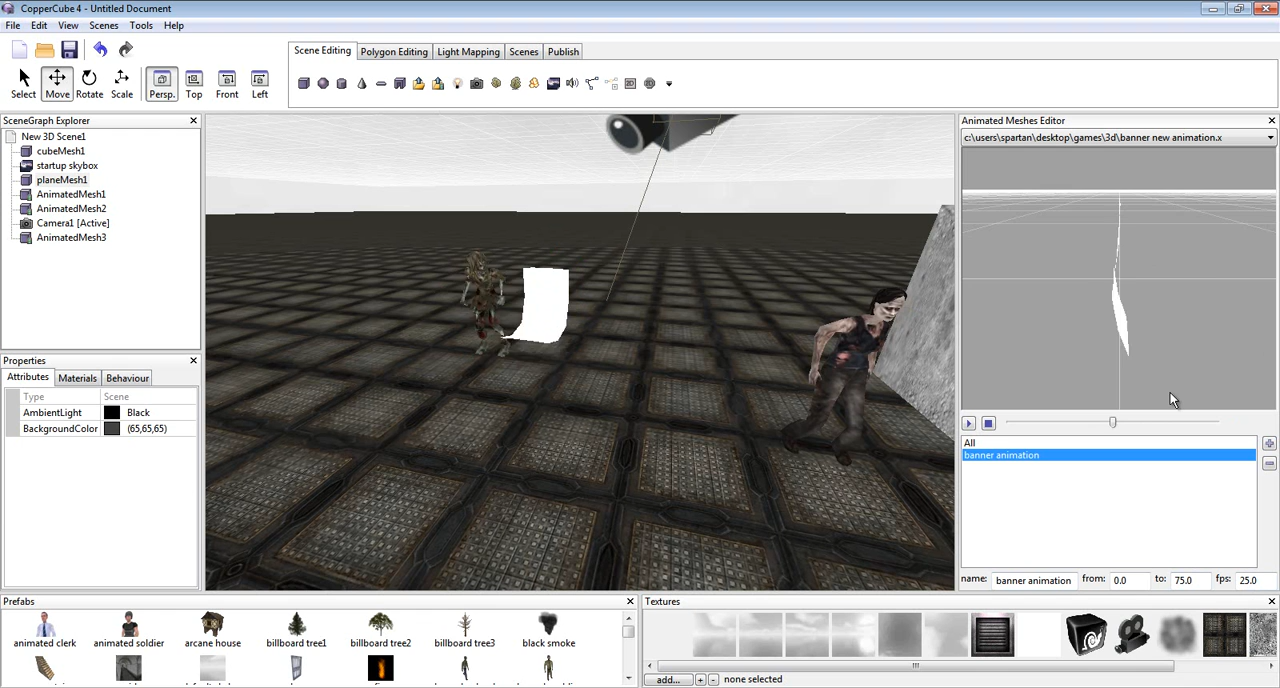 CopperCube 4 - Untitled Document
File Edit View Scenes Tools Help
Scene Editing Polygon Editing Light Mapping Scenes Publish
Select Move Rotate Scale Persp. Top Front Left
SceneGraph Explorer
New 3D Scene1
cubeMesh1
startup skybox
planeMesh1
AnimatedMesh1
AnimatedMesh2
Camera1 [Active]
AnimatedMesh3
Properties
Attributes Materials Behaviour
Type Scene
AmbientLight Black
BackgroundColor (65,65,65)
Animated Meshes Editor
c:\users\spartan\desktop\games\3d\banner new animation.x
All
banner animation
name: banner animation from: 0.0 to: 75.0 fps: 25.0
Prefabs
animated clerk animated soldier arcane house billboard tree1 billboard tree2 billboard tree3 black smoke
Textures
add... + - none selected